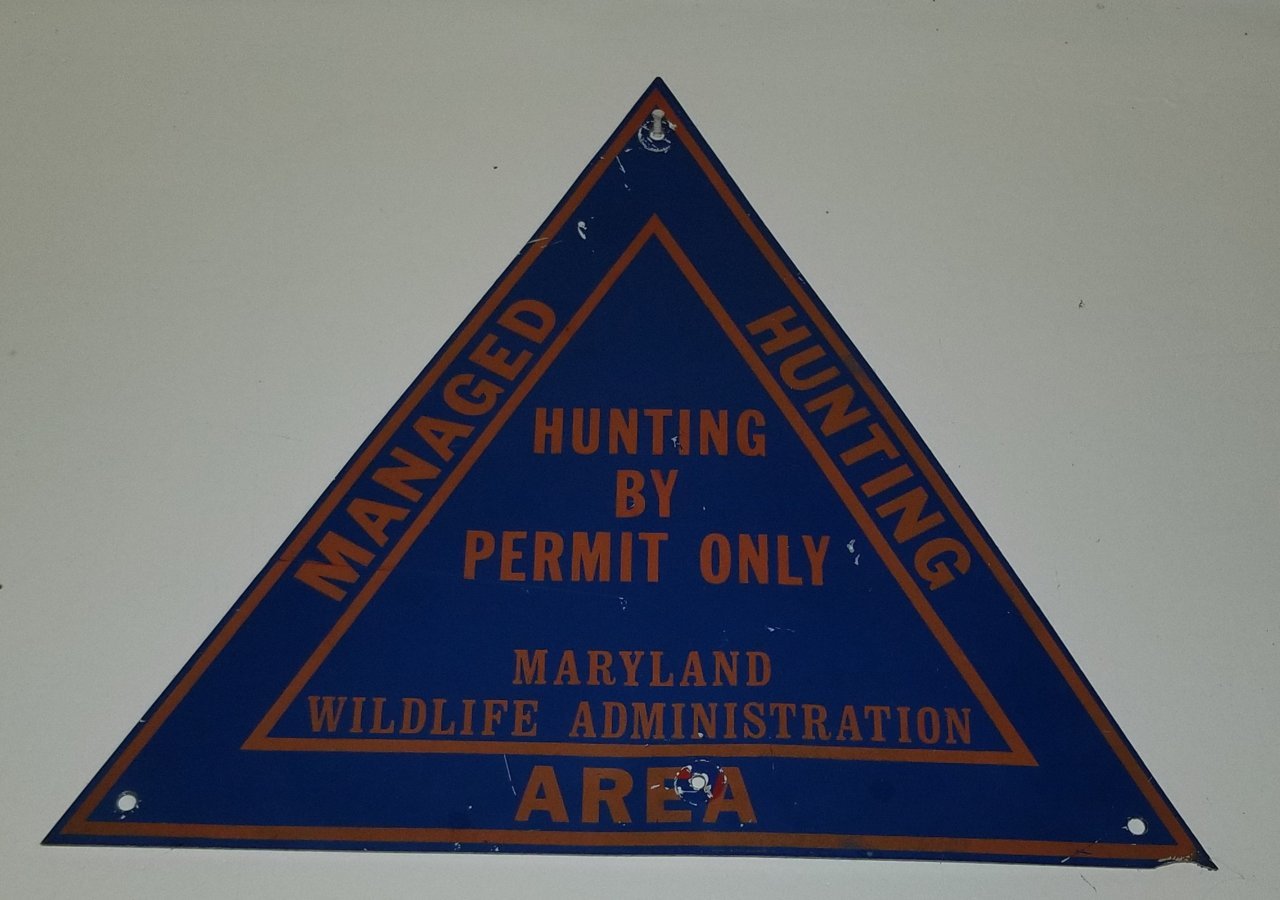 MANAGED
HUNTING
HUNTING
BY
PERMIT ONLY
MARYLAND
WILDLIFE ADMINISTRATION
AREA